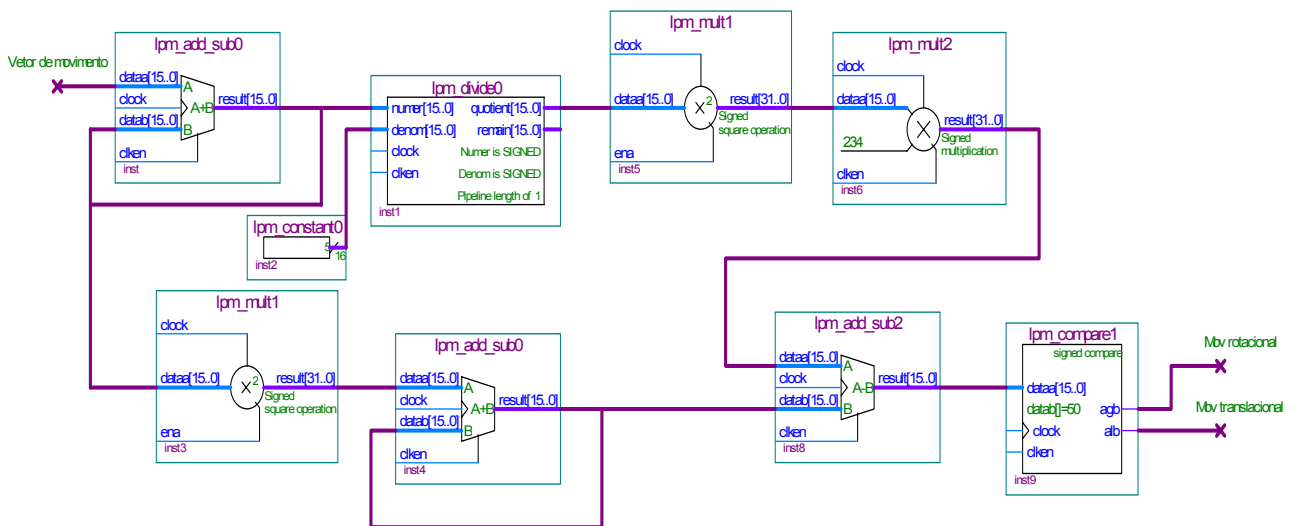 Vetor de movimento
lpm_add_sub0
dataa[15..0]
A
clock
A+B
result[15..0]
datab[15..0]
B
clken
inst
lpm_divide0
numer[15..0]
quotient[15..0]
denom[15..0]
remain[15..0]
clock
Numer is SIGNED
clken
Denom is SIGNED
Pipeline length of 1
inst1
lpm_constant0
5
16
inst2
lpm_mult1
clock
dataa[15..0]
X2
result[31..0]
Signed
square operation
ena
inst5
lpm_mult2
clock
dataa[15..0]
X
result[31..0]
Signed
multiplication
234
clken
inst6
lpm_mult1
clock
dataa[15..0]
X2
result[31..0]
Signed
square operation
ena
inst3
lpm_add_sub0
dataa[15..0]
A
clock
A+B
result[15..0]
datab[15..0]
B
clken
inst4
lpm_add_sub2
dataa[15..0]
A
clock
A-B
result[15..0]
datab[15..0]
B
clken
inst8
lpm_compare1
signed compare
dataa[15..0]
datab[]=50
agb
clock
alb
clken
inst9
Mov rotacional
Mov translacional